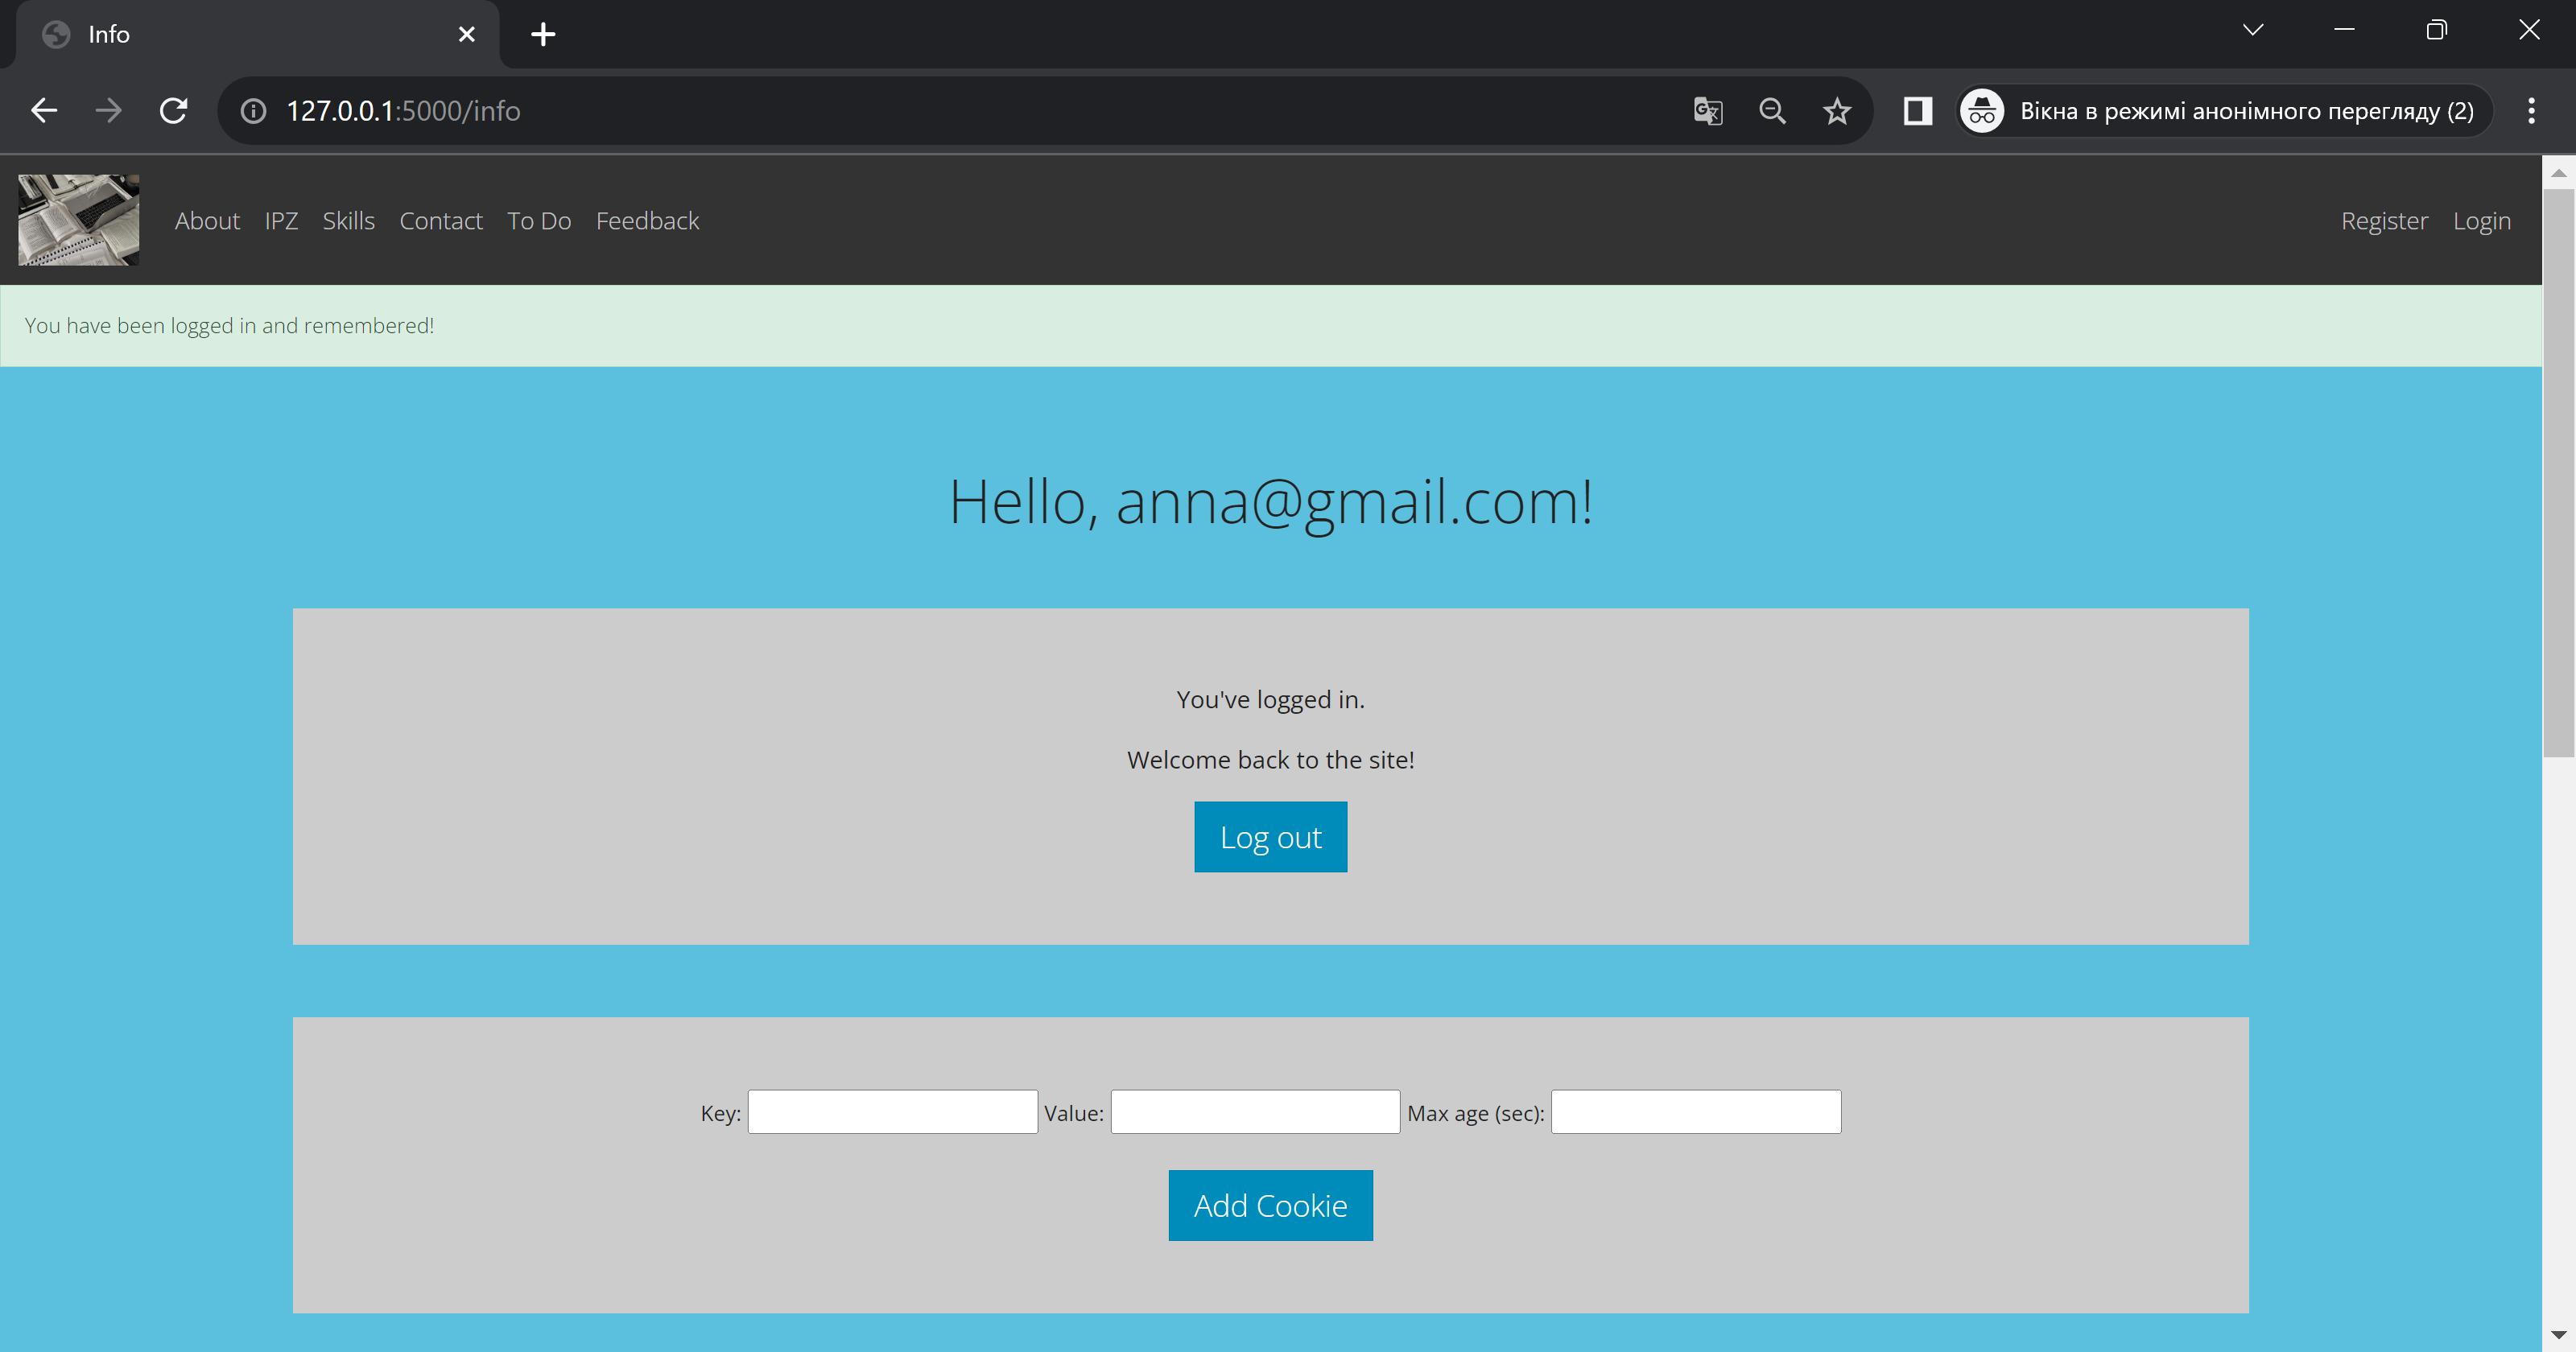 Info
127.0.0.1:5000/info
Вікна в режимі анонімного перегляду (2)
About IPZ Skills Contact To Do Feedback Register Login
You have been logged in and remembered!
Hello, anna@gmail.com!
You've logged in.
Welcome back to the site!
Log out
Key: Value: Max age (sec):
Add Cookie